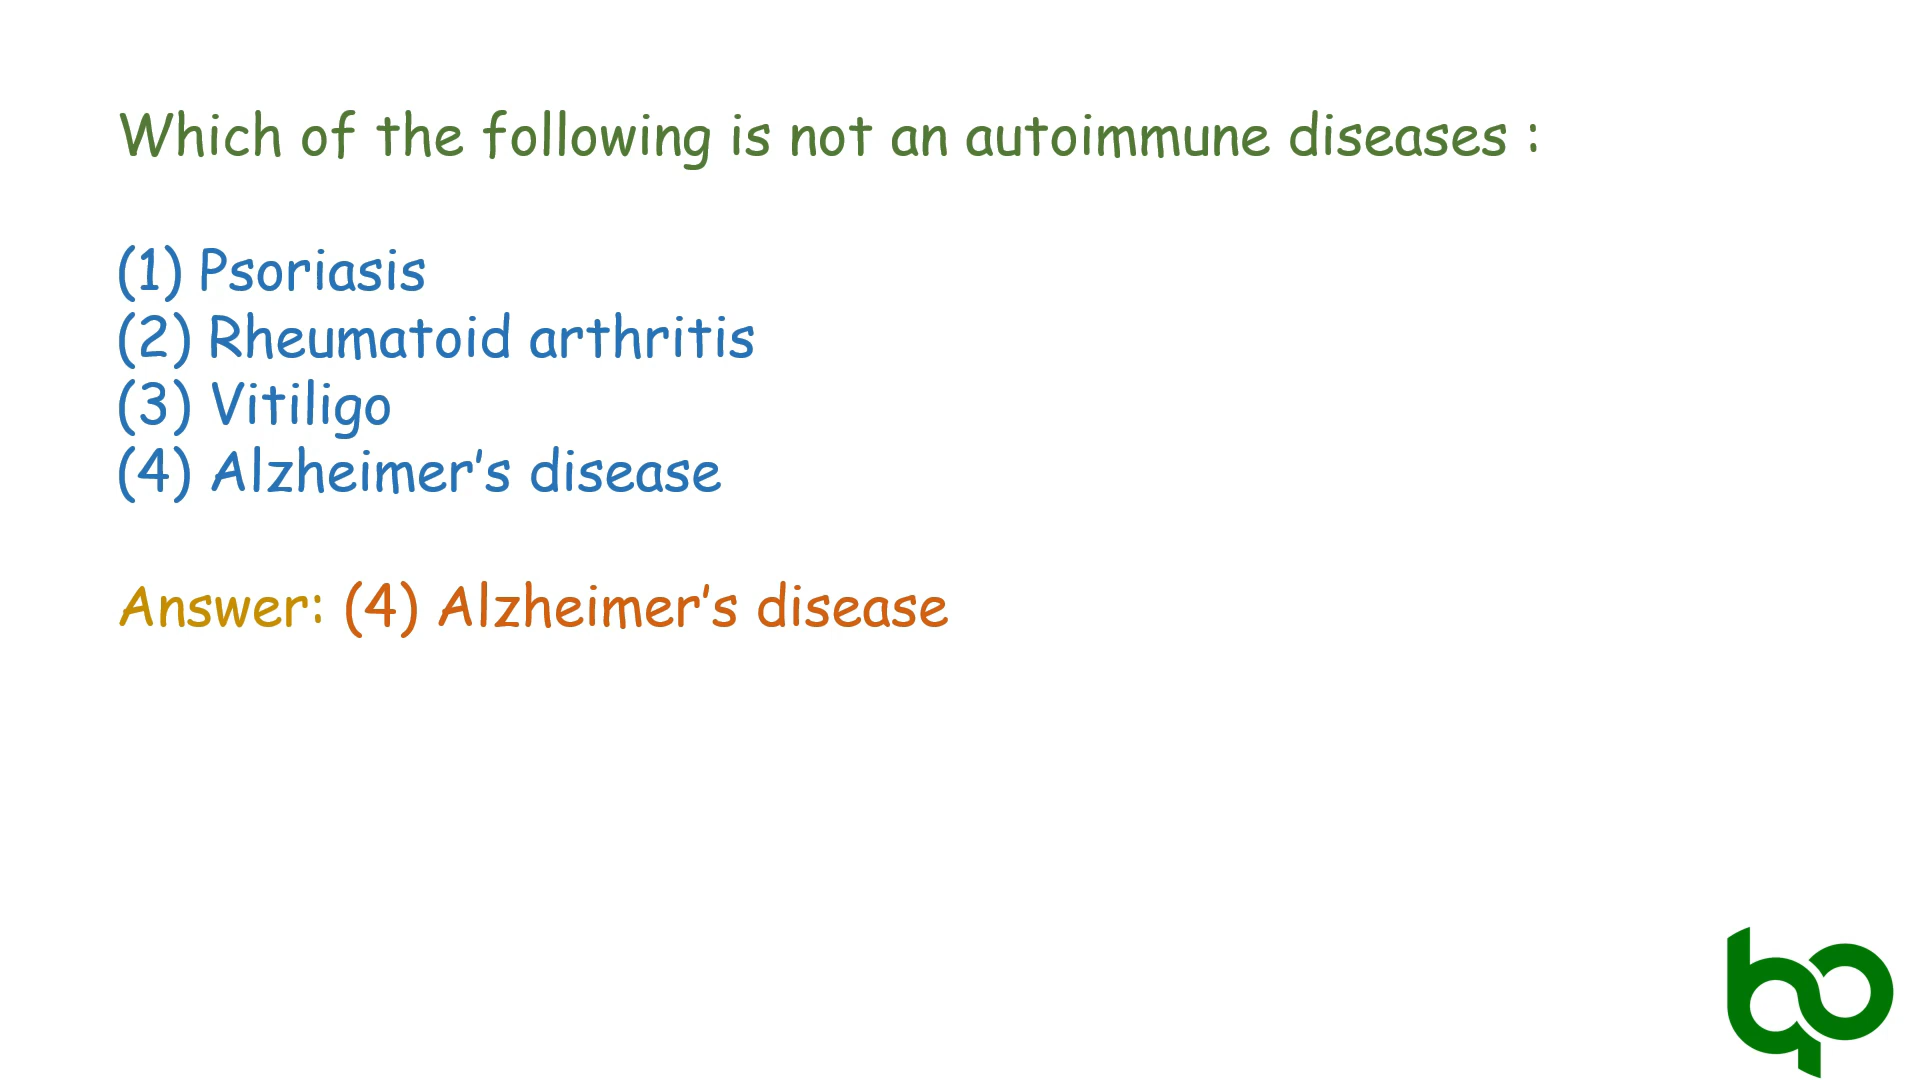 Which of the following is not an autoimmune diseases :
(1) Psoriasis
(2) Rheumatoid arthritis
(3) Vitiligo
(4) Alzheimer’s disease
Answer: (4) Alzheimer’s disease